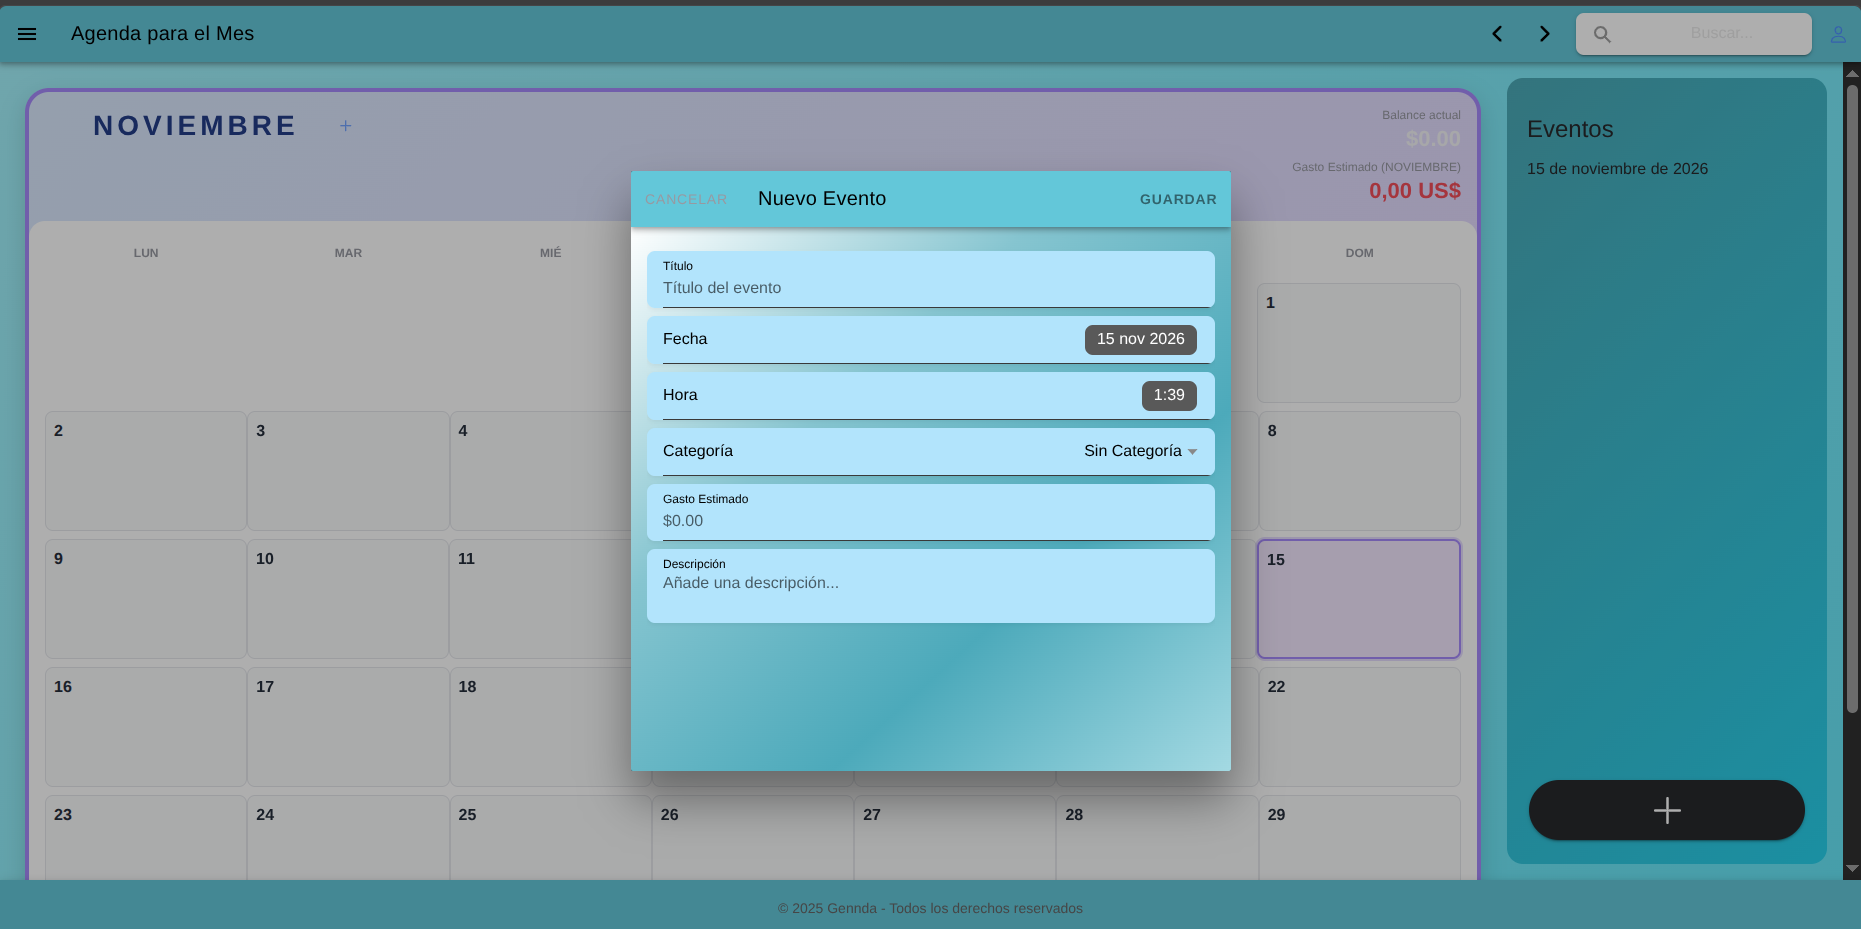 Agenda para el Mes
Buscar...
NOVIEMBRE +
Balance actual
$0.00
Gasto Estimado (NOVIEMBRE)
0,00 US$
LUN MAR MIÉ DOM
1
2 3 4 8
9 10 11 15
16 17 18 22
23 24 25 26 27 28 29
CANCELAR Nuevo Evento GUARDAR
Título
Título del evento
Fecha 15 nov 2026
Hora 1:39
Categoría Sin Categoría
Gasto Estimado
$0.00
Descripción
Añade una descripción...
Eventos
15 de noviembre de 2026
© 2025 Gennda - Todos los derechos reservados